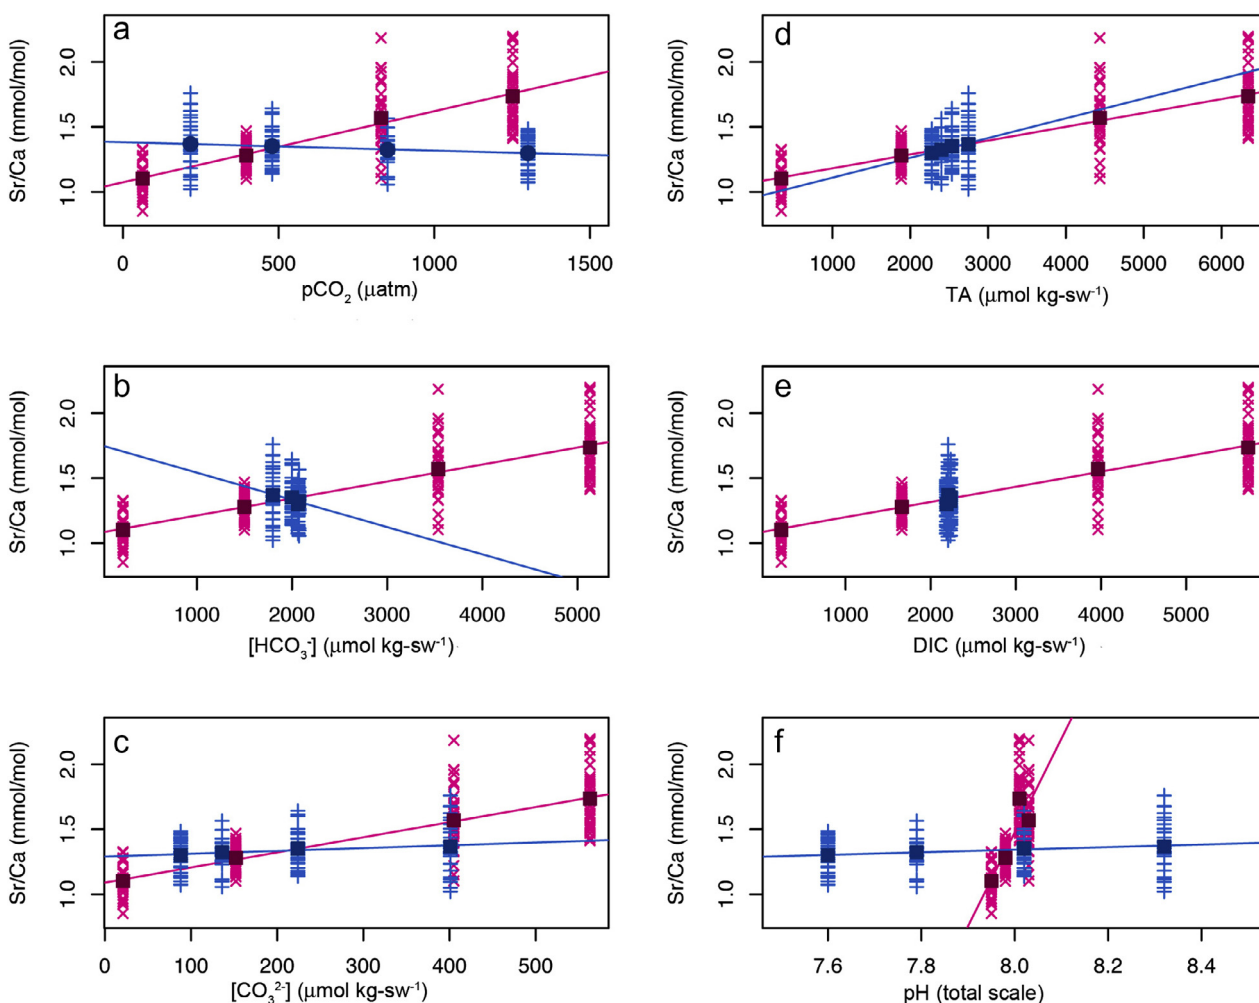 a
Sr/Ca (mmol/mol)
2.0
1.5
1.0
0 500 1000 1500
pCO₂ (μatm)
d
Sr/Ca (mmol/mol)
2.0
1.5
1.0
1000 2000 3000 4000 5000 6000
TA (μmol kg-sw⁻¹)
b
Sr/Ca (mmol/mol)
2.0
1.5
1.0
1000 2000 3000 4000 5000
[HCO₃⁻] (μmol kg-sw⁻¹)
e
Sr/Ca (mmol/mol)
2.0
1.5
1.0
1000 2000 3000 4000 5000
DIC (μmol kg-sw⁻¹)
c
Sr/Ca (mmol/mol)
2.0
1.5
1.0
0 100 200 300 400 500
[CO₃²⁻] (μmol kg-sw⁻¹)
f
Sr/Ca (mmol/mol)
2.0
1.5
1.0
7.6 7.8 8.0 8.2 8.4
pH (total scale)